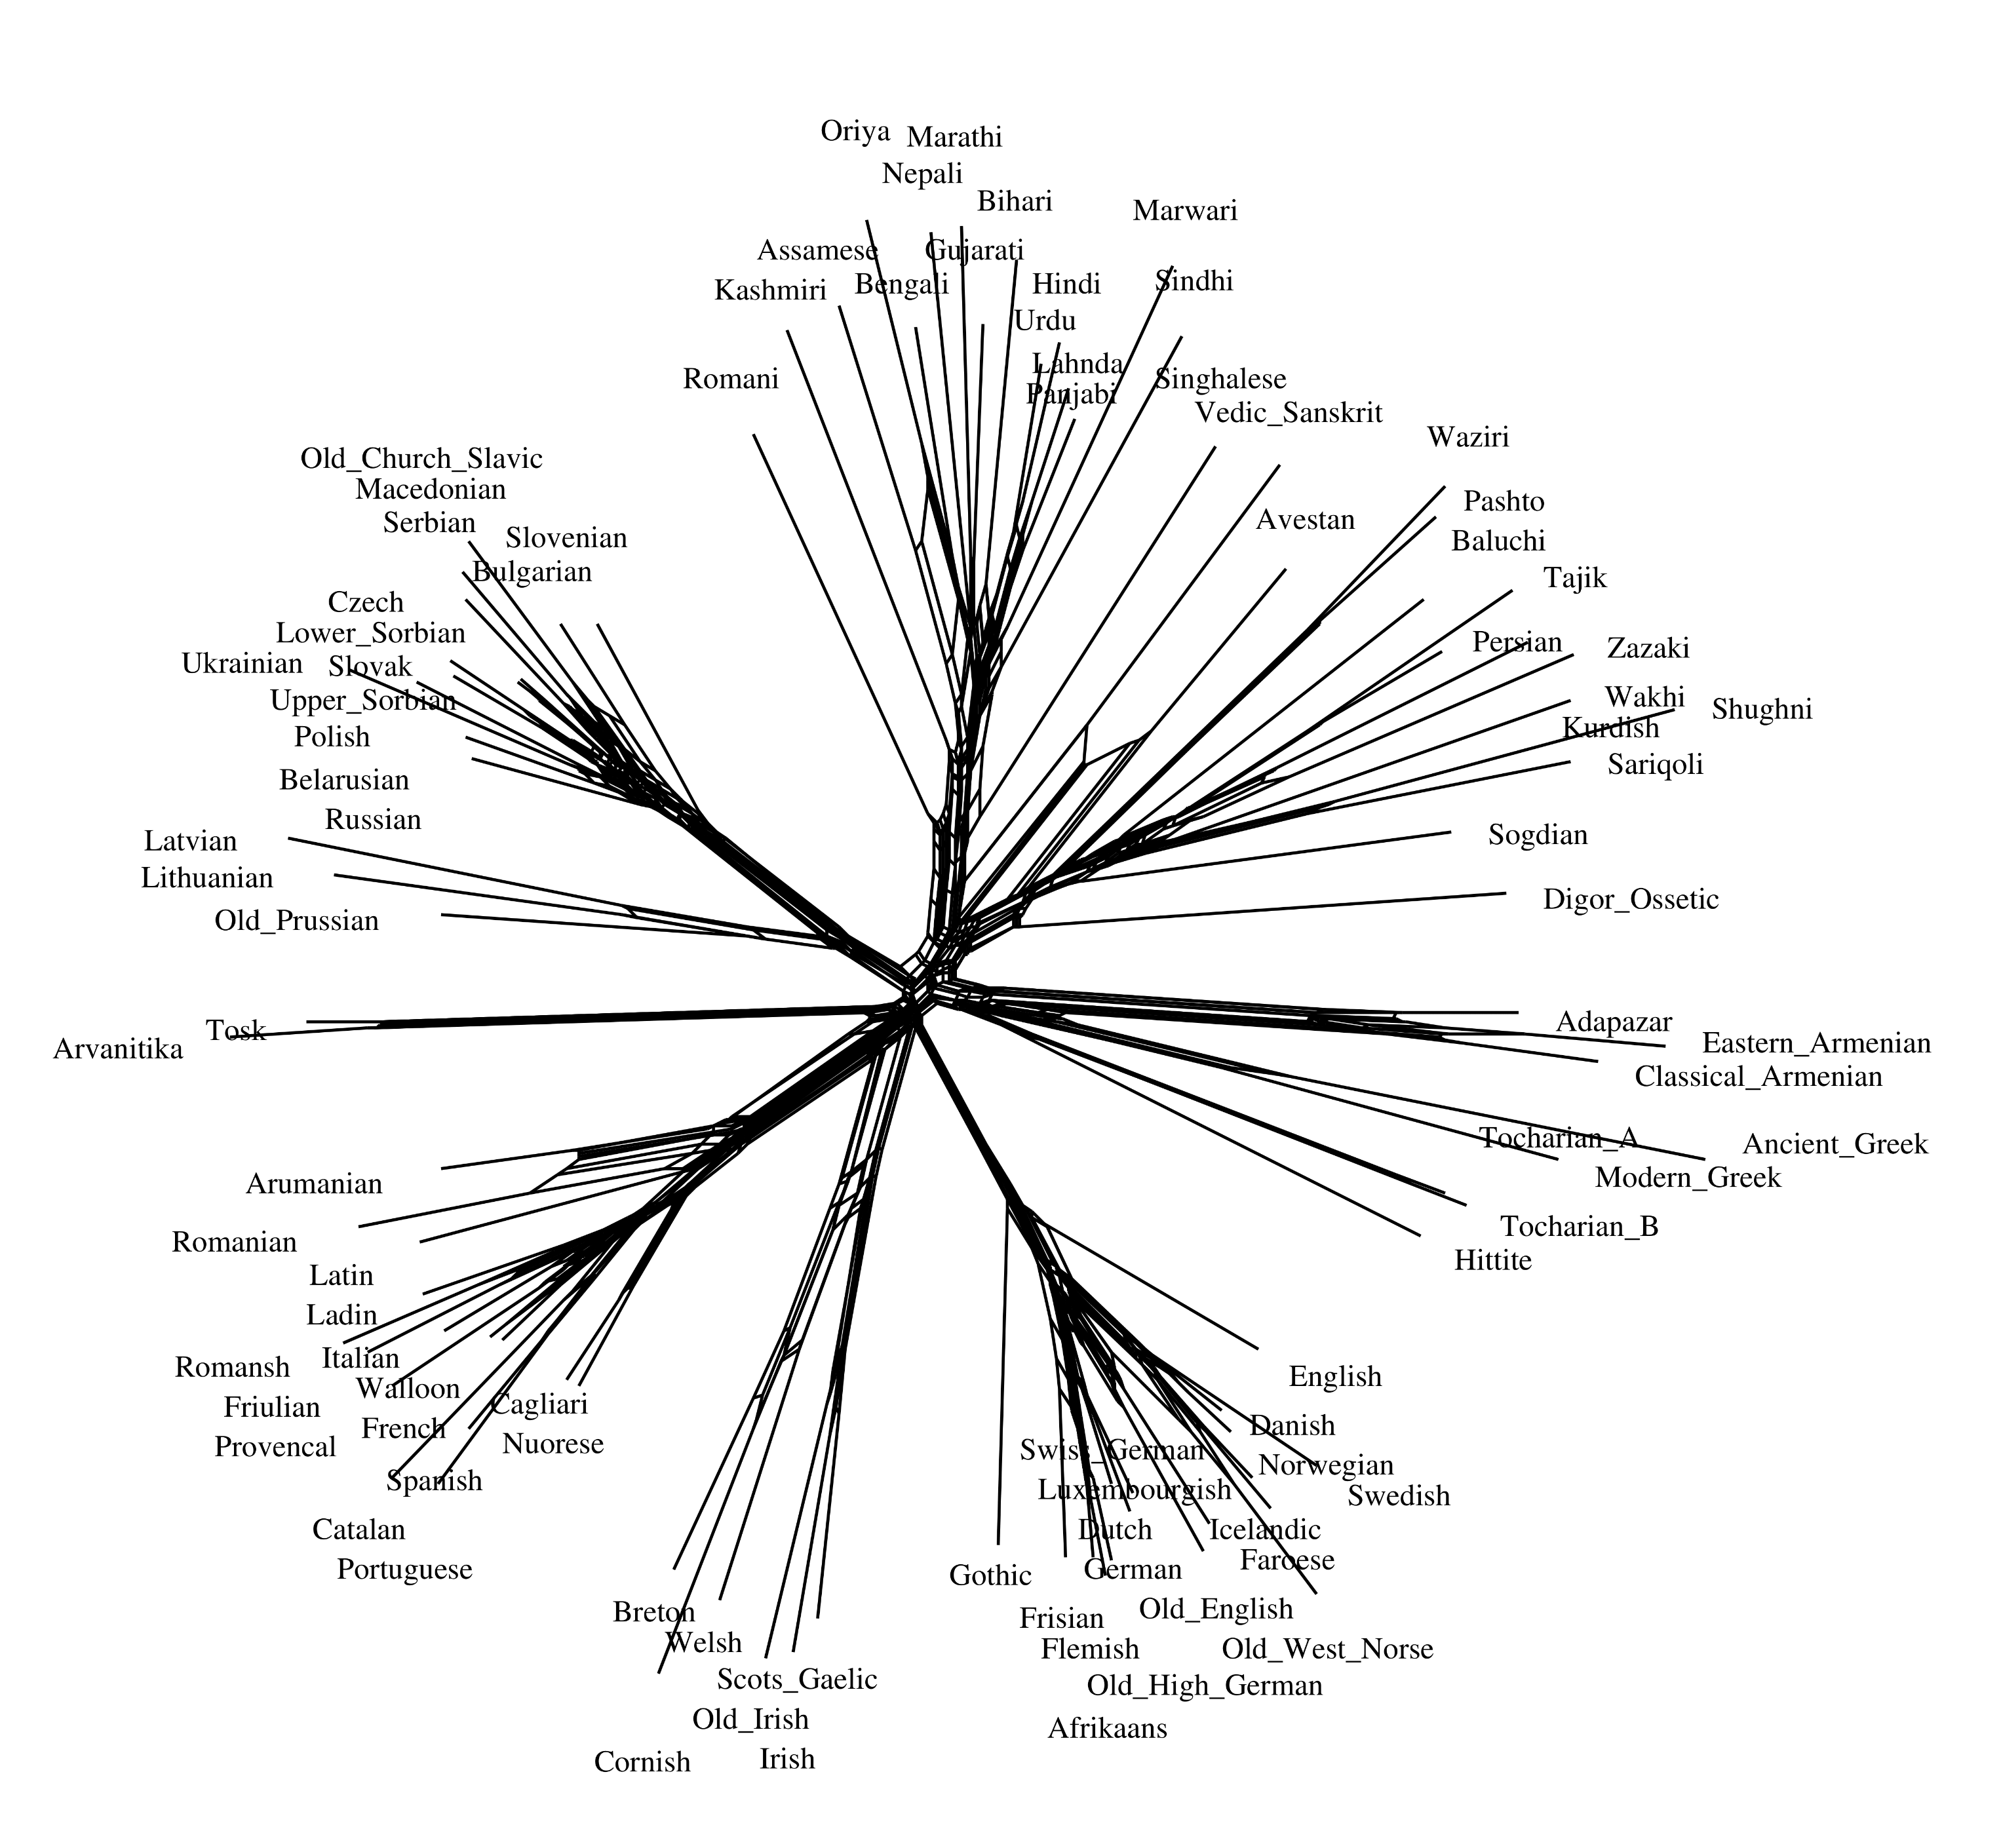 Oriya
Marathi
Nepali
Bihari
Marwari
Assamese
Gujarati
Kashmiri
Bengali
Hindi
Sindhi
Urdu
Lahnda
Romani
Panjabi
Singhalese
Vedic_Sanskrit
Waziri
Old_Church_Slavic
Macedonian
Pashto
Serbian
Avestan
Slovenian
Baluchi
Bulgarian
Tajik
Czech
Lower_Sorbian
Persian
Zazaki
Ukrainian
Slovak
Upper_Sorbian
Wakhi
Shughni
Kurdish
Polish
Sariqoli
Belarusian
Russian
Latvian
Sogdian
Lithuanian
Digor_Ossetic
Old_Prussian
Adapazar
Tosk
Arvanitika
Eastern_Armenian
Classical_Armenian
Tocharian_A
Ancient_Greek
Modern_Greek
Arumanian
Tocharian_B
Romanian
Hittite
Latin
Ladin
Italian
Romansh
English
Walloon
Friulian
Cagliari
French
Danish
Provencal
Nuorese
Swiss_German
Norwegian
Spanish
Luxembourgish
Swedish
Catalan
Dutch
Icelandic
Faroese
Portuguese
Gothic
German
Breton
Frisian
Old_English
Welsh
Flemish
Old_West_Norse
Scots_Gaelic
Old_High_German
Old_Irish
Afrikaans
Cornish
Irish